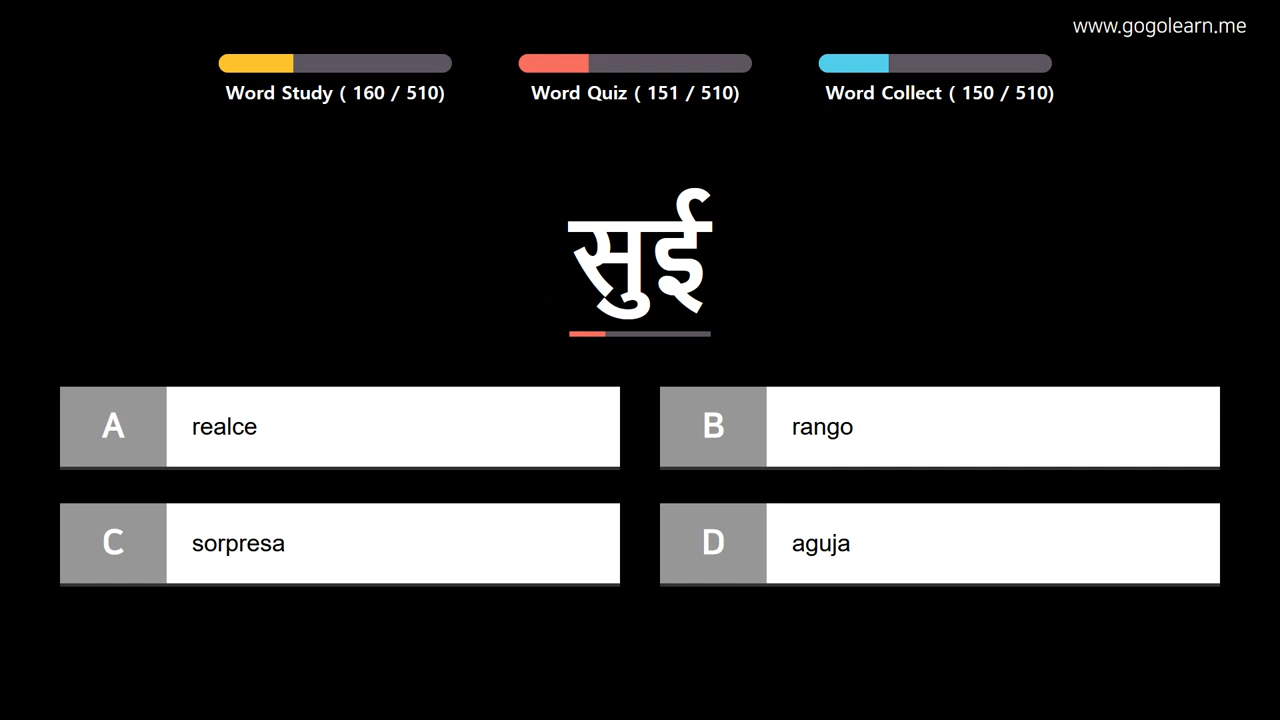 www.gogolearn.me
Word Study ( 160 / 510)
Word Quiz ( 151 / 510)
Word Collect ( 150 / 510)
सुई
A realce
B rango
C sorpresa
D aguja